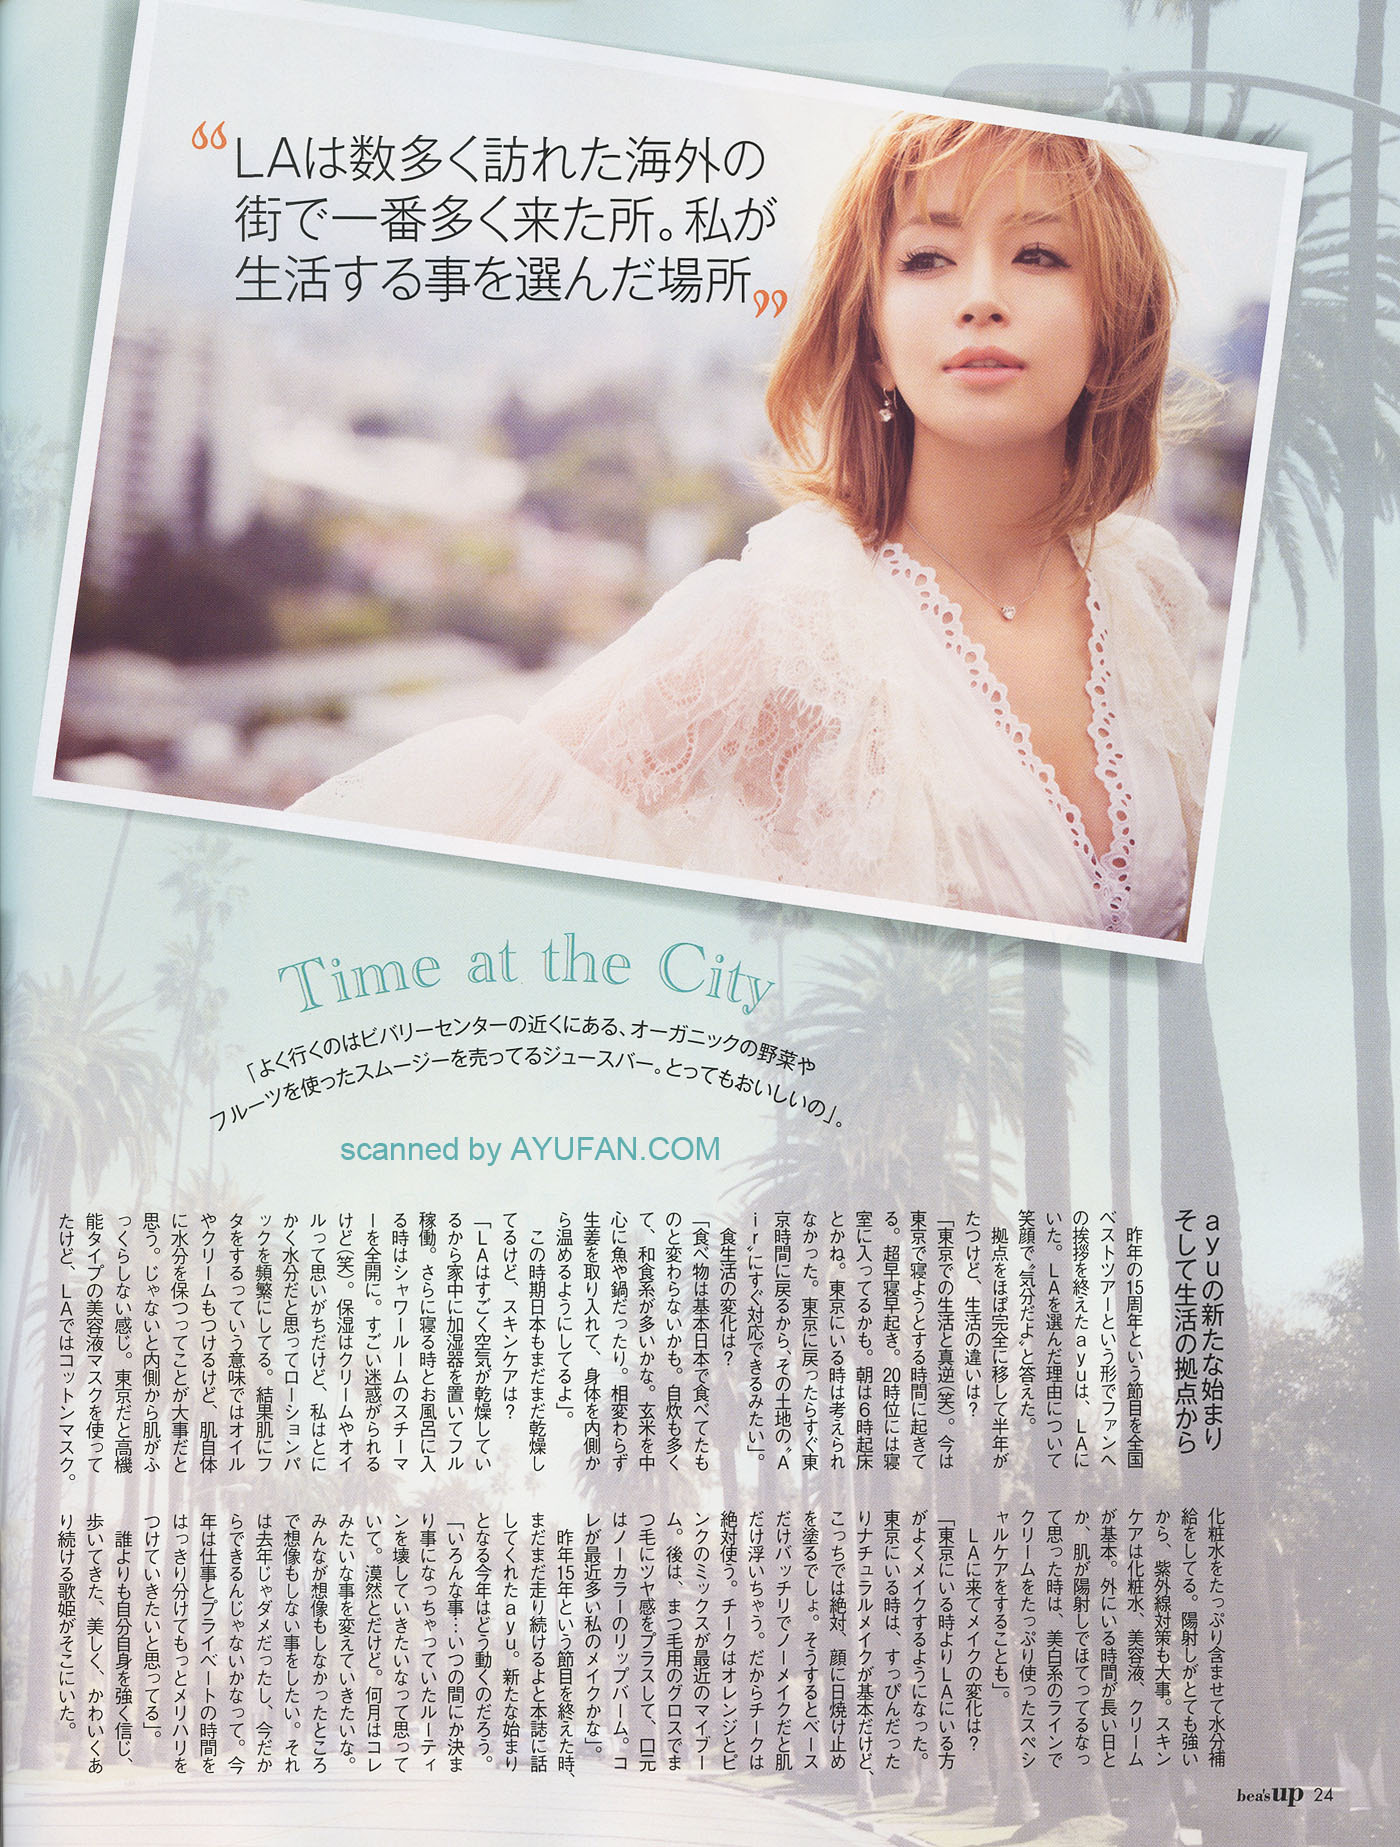 “LAは数多く訪れた海外の
街で一番多く来た所。私が
生活する事を選んだ場所”
Time at the City
「よく行くのはビバリーセンターの近くにある、オーガニックの野菜や
フルーツを使ったスムージーを売ってるジュースバー。とってもおいしいの」。
scanned by AYUFAN.COM
ayuの新たな始まり
そして生活の拠点から
昨年の15周年という節目を全国
ベストツアーという形でファンへ
の挨拶を終えたayuは、LAに
いた。LAを選んだ理由について
笑顔で〝気分だよ〟と答えた。
拠点をほぼ完全に移して半年が
たつけど、生活の違いは?
「東京での生活と真逆(笑)。今は
東京で寝ようとする時間に起きて
る。超早寝早起き。20時位には寝
室に入ってるかも。朝は6時起床
とかね。東京にいる時は考えられ
なかった。東京に戻ったらすぐ東
京時間に戻るから、その土地の〝A
ir〟にすぐ対応できるみたい」。
食生活の変化は?
「食べ物は基本日本で食べてたも
のと変わらないかも。自炊も多く
て、和食系が多いかな。玄米を中
心に魚や鍋だったり。相変わらず
生姜を取り入れて、身体を内側か
ら温めるようにしてるよ」。
この時期日本もまだまだ乾燥し
てるけど、スキンケアは?
「LAはすごく空気が乾燥してい
るから家中に加湿器を置いてフル
稼働。さらに寝る時とお風呂に入
る時はシャワールームのスチーマ
ーを全開に。すごい迷惑がられる
けど(笑)。保湿はクリームやオイ
ルって思いがちだけど、私はとに
かく水分だと思ってローションパ
ックを頻繁にしてる。結果肌にフ
タをするっていう意味ではオイル
やクリームもつけるけど、肌自体
に水分を保つってことが大事だと
思う。じゃないと内側から肌がふ
っくらしない感じ。東京だと高機
能タイプの美容液マスクを使って
たけど、LAではコットンマスク。
化粧水をたっぷり含ませて水分補
給をしてる。陽射しがとても強い
から、紫外線対策も大事。スキン
ケアは化粧水、美容液、クリーム
が基本。外にいる時間が長い日と
か、肌が陽射しでほてってるなっ
て思った時は、美白系のラインで
クリームをたっぷり使ったスペシ
ャルケアをすることも」。
LAに来てメイクの変化は?
「東京にいる時よりLAにいる方
がよくメイクするようになった。
東京にいる時は、すっぴんだった
りナチュラルメイクが基本だけど、
こっちでは絶対、顔に日焼け止め
を塗るでしょ。そうするとベース
だけバッチリでノーメイクだと肌
だけ浮いちゃう。だからチークは
絶対使う。チークはオレンジとピ
ンクのミックスが最近のマイブー
ム。後は、まつ毛用のグロスでま
つ毛にツヤ感をプラスして、口元
はノーカラーのリップバーム。コ
レが最近多い私のメイクかな」。
昨年15年という節目を終えた時、
まだまだ走り続けるよと本誌に話
してくれたayu。新たな始まり
となる今年はどう動くのだろう。
「いろんな事…いつの間にか決ま
り事になっちゃっていたルーティ
ンを壊していきたいなって思って
いて。漠然とだけど。何月はコレ
みたいな事を変えていきたいな。
みんなが想像もしなかったところ
で想像もしない事をしたい。それ
は去年じゃダメだったし、今だか
らできるんじゃないかなって。今
年は仕事とプライベートの時間を
はっきり分けてもっとメリハリを
つけていきたいと思ってる」。
誰よりも自分自身を強く信じ、
歩いてきた、美しく、かわいくあ
り続ける歌姫がそこにいた。
bea's up 24